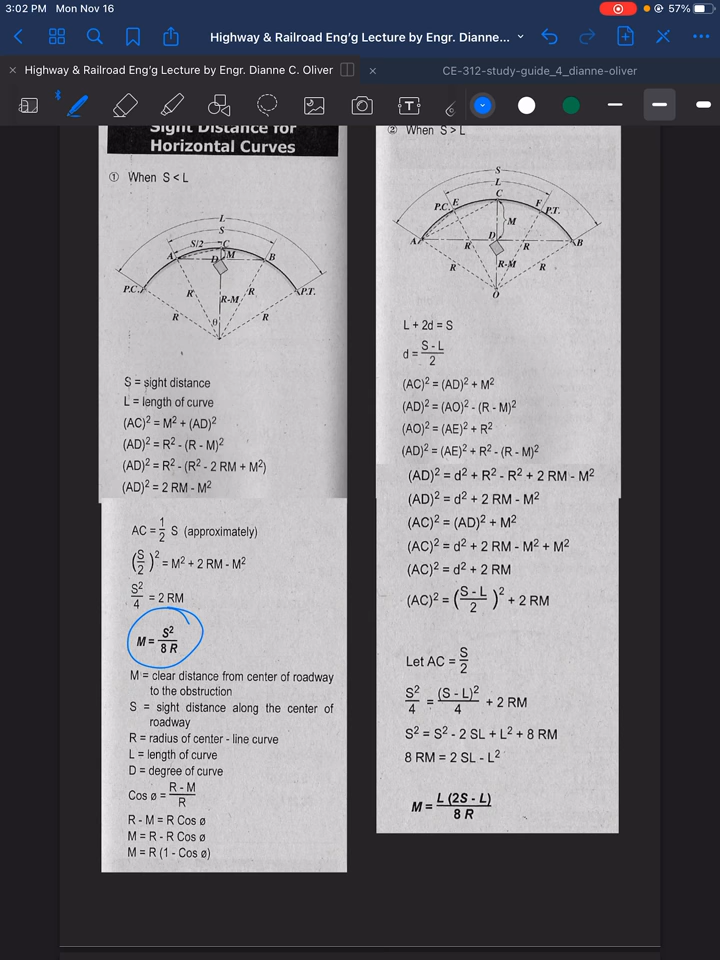 3:02 PM Mon Nov 16
57%
Highway & Railroad Eng'g Lecture by Engr. Dianne...
× Highway & Railroad Eng'g Lecture by Engr. Dianne C. Oliver
× CE-312-study-guide_4_dianne-oliver
Sight Distance for
Horizontal Curves
① When S < L
L
S
S/2
C
A
D
M
B
P.C.
R
R-M
R
P.T.
R
θ
R
S = sight distance
L = length of curve
(AC)² = M² + (AD)²
(AD)² = R² - (R - M)²
(AD)² = R² - (R² - 2 RM + M²)
(AD)² = 2 RM - M²
AC = 1/2 S (approximately)
(S/2)² = M² + 2 RM - M²
S²/4 = 2 RM
M = S²/8 R
M = clear distance from center of roadway
to the obstruction
S = sight distance along the center of
roadway
R = radius of center - line curve
L = length of curve
D = degree of curve
Cos ø = R - M/R
R - M = R Cos ø
M = R - R Cos ø
M = R (1 - Cos ø)
② When S > L
S
L
C
P.C.
E
F
P.T.
M
A
D
B
R
R
R
R-M
R
O
L + 2d = S
d = S - L/2
(AC)² = (AD)² + M²
(AD)² = (AO)² - (R - M)²
(AO)² = (AE)² + R²
(AD)² = (AE)² + R² - (R - M)²
(AD)² = d² + R² - R² + 2 RM - M²
(AD)² = d² + 2 RM - M²
(AC)² = (AD)² + M²
(AC)² = d² + 2 RM - M² + M²
(AC)² = d² + 2 RM
(AC)² = (S - L/2)² + 2 RM
Let AC = S/2
S²/4 = (S - L)²/4 + 2 RM
S² = S² - 2 SL + L² + 8 RM
8 RM = 2 SL - L²
M = L (2S - L)/8 R